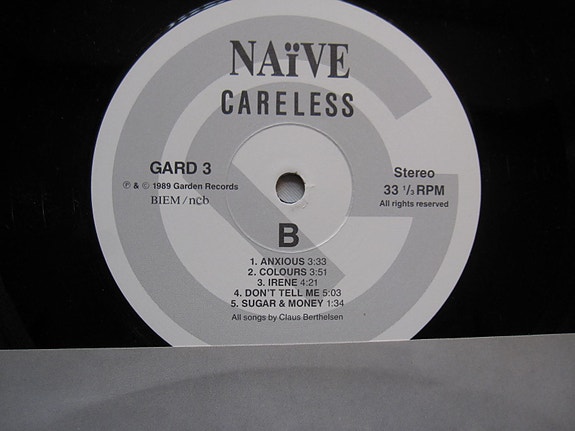 NAïVE
CARELESS
GARD 3
℗ & © 1989 Garden Records
BIEM/ncb
Stereo
33 1/3 RPM
All rights reserved
B
1. ANXIOUS 3:33
2. COLOURS 3:51
3. IRENE 4:21
4. DON'T TELL ME 5:03
5. SUGAR & MONEY 1:34
All songs by Claus Berthelsen